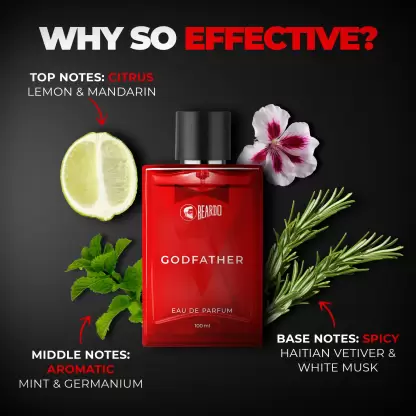 WHY SO EFFECTIVE?
TOP NOTES: CITRUS
LEMON & MANDARIN
BEARDO
GODFATHER
EAU DE PARFUM
100 ml
MIDDLE NOTES:
AROMATIC
MINT & GERMANIUM
BASE NOTES: SPICY
HAITIAN VETIVER &
WHITE MUSK